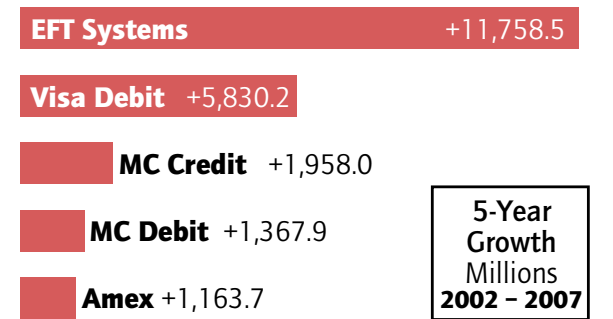 EFT Systems +11,758.5
Visa Debit +5,830.2
MC Credit +1,958.0
MC Debit +1,367.9
Amex +1,163.7
5-Year
Growth
Millions
2002 – 2007